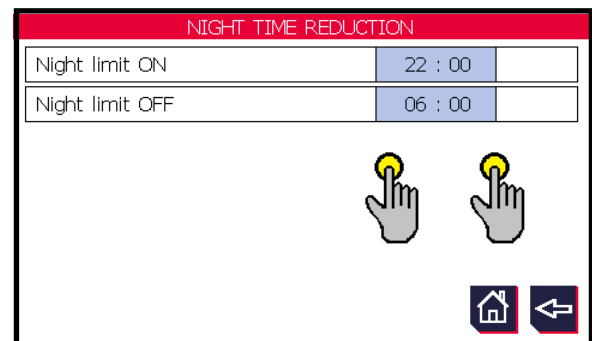 NIGHT TIME REDUCTION
Night limit ON 22 : 00
Night limit OFF 06 : 00